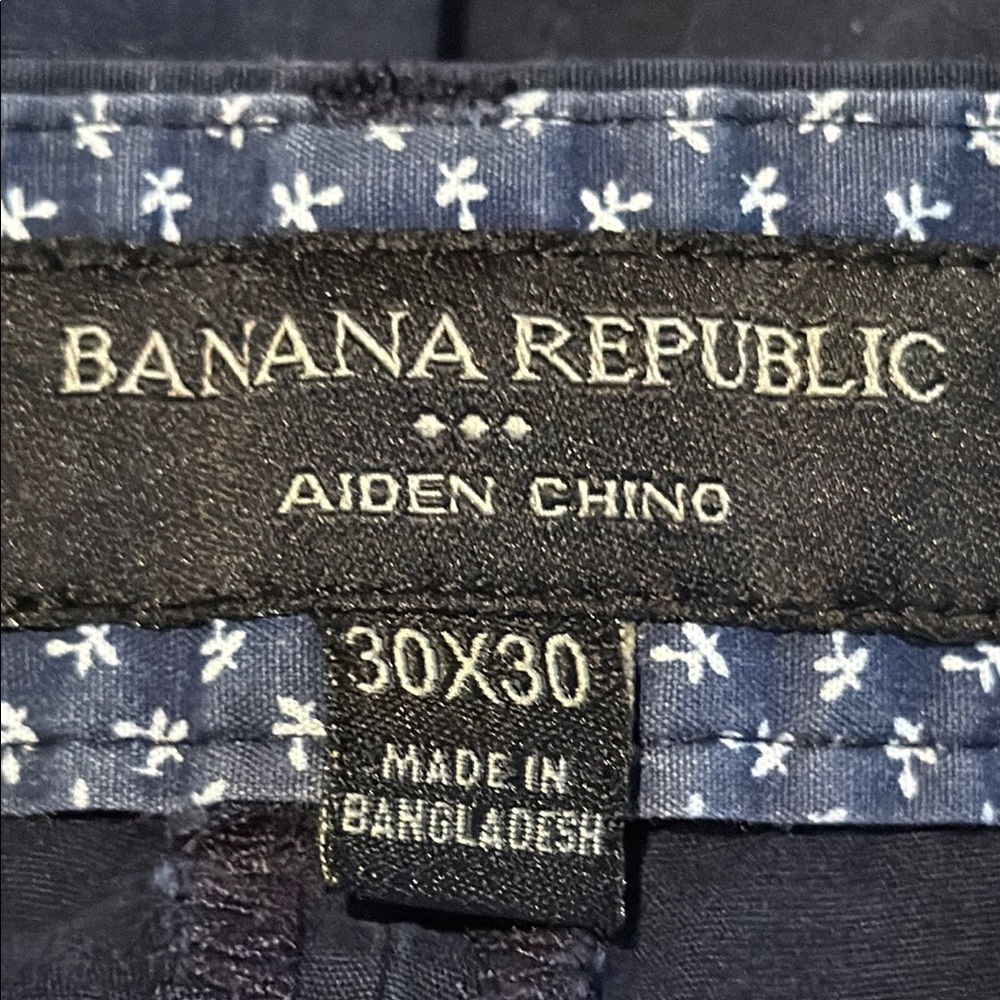 BANANA REPUBLIC
AIDEN CHINO
30X30
MADE IN
BANGLADESH